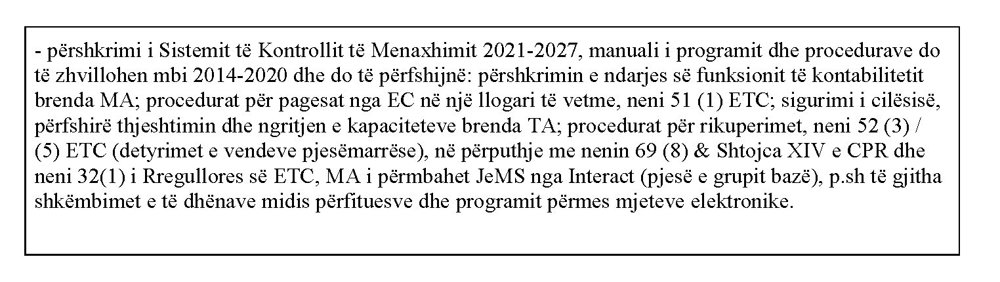 - përshkrimi i Sistemit të Kontrollit të Menaxhimit 2021-2027, manuali i programit dhe procedurave do
të zhvillohen mbi 2014-2020 dhe do të përfshijnë: përshkrimin e ndarjes së funksionit të kontabilitetit
brenda MA; procedurat për pagesat nga EC në një llogari të vetme, neni 51 (1) ETC; sigurimi i cilësisë,
përfshirë thjeshtimin dhe ngritjen e kapaciteteve brenda TA; procedurat për rikuperimet, neni 52 (3) /
(5) ETC (detyrimet e vendeve pjesëmarrëse), në përputhje me nenin 69 (8) & Shtojca XIV e CPR dhe
neni 32(1) i Rregullores së ETC, MA i përmbahet JeMS nga Interact (pjesë e grupit bazë), p.sh të gjitha
shkëmbimet e të dhënave midis përfituesve dhe programit përmes mjeteve elektronike.